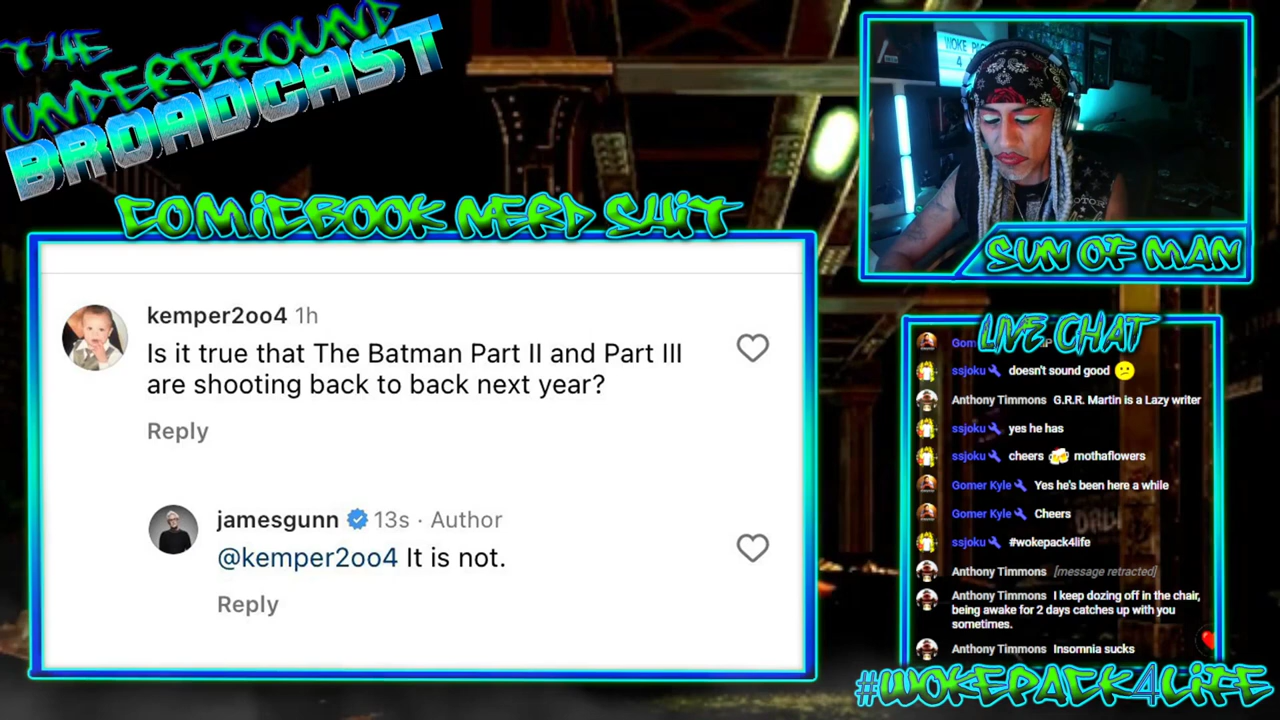 THE
UNDERGROUND
BROADCAST
COMICBOOK NERD SHIT
kemper2oo4 1h
Is it true that The Batman Part II and Part III
are shooting back to back next year?
Reply
jamesgunn 13s · Author
@kemper2oo4 It is not.
Reply
WOKE
4
SUN OF MAN
LIVE CHAT
ssjoku doesn't sound good
Anthony Timmons G.R.R. Martin is a Lazy writer
ssjoku yes he has
ssjoku cheers mothaflowers
Gomer Kyle Yes he's been here a while
Gomer Kyle Cheers
ssjoku #wokepack4life
Anthony Timmons [message retracted]
Anthony Timmons I keep dozing off in the chair,
being awake for 2 days catches up with you
sometimes.
Anthony Timmons Insomnia sucks
#WOKEPACK4LIFE